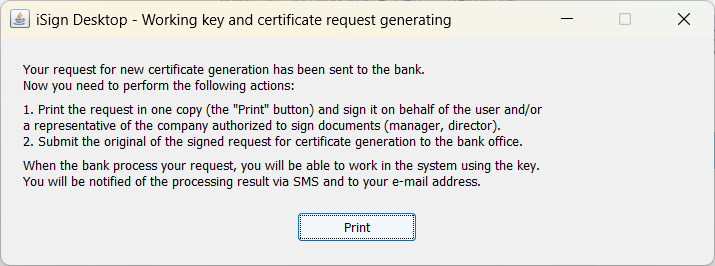 iSign Desktop - Working key and certificate request generating
Your request for new certificate generation has been sent to the bank.
Now you need to perform the following actions:
1. Print the request in one copy (the "Print" button) and sign it on behalf of the user and/or
a representative of the company authorized to sign documents (manager, director).
2. Submit the original of the signed request for certificate generation to the bank office.
When the bank process your request, you will be able to work in the system using the key.
You will be notified of the processing result via SMS and to your e-mail address.
Print